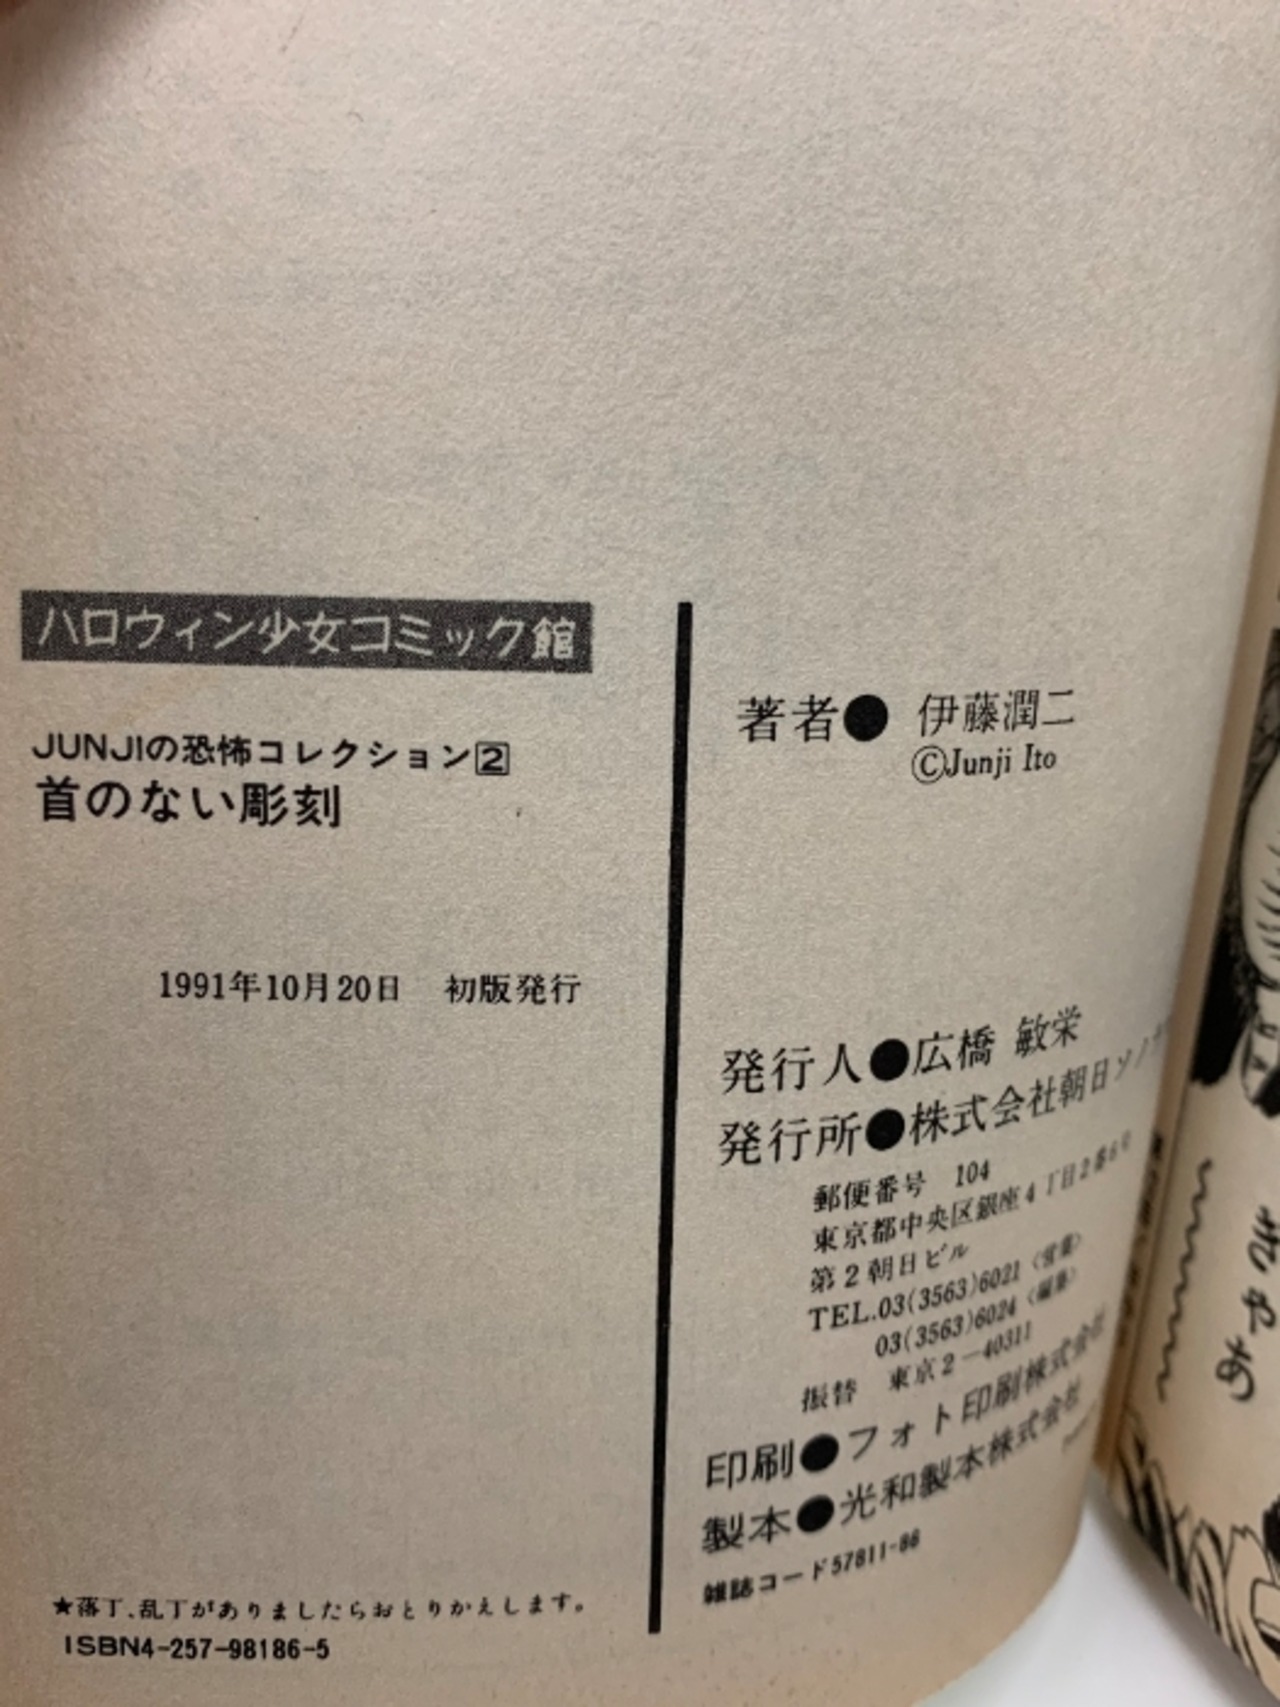 ハロウィン少女コミック館
JUNJIの恐怖コレクション2
首のない彫刻
1991年10月20日　初版発行
★落丁、乱丁がありましたらおとりかえします。
ISBN4-257-98186-5
著者●　伊藤潤二
©Junji Ito
発行人●広橋 敏栄
発行所●株式会社朝日ソノ
郵便番号　104
東京都中央区銀座4丁目2番6号
第2朝日ビル
TEL.03(3563)6021〈営業〉
03(3563)6024〈編集〉
振替　東京2―40311
印刷●フォト印刷株式会社
製本●光和製本株式会社
雑誌コード57811-86
きゃあ